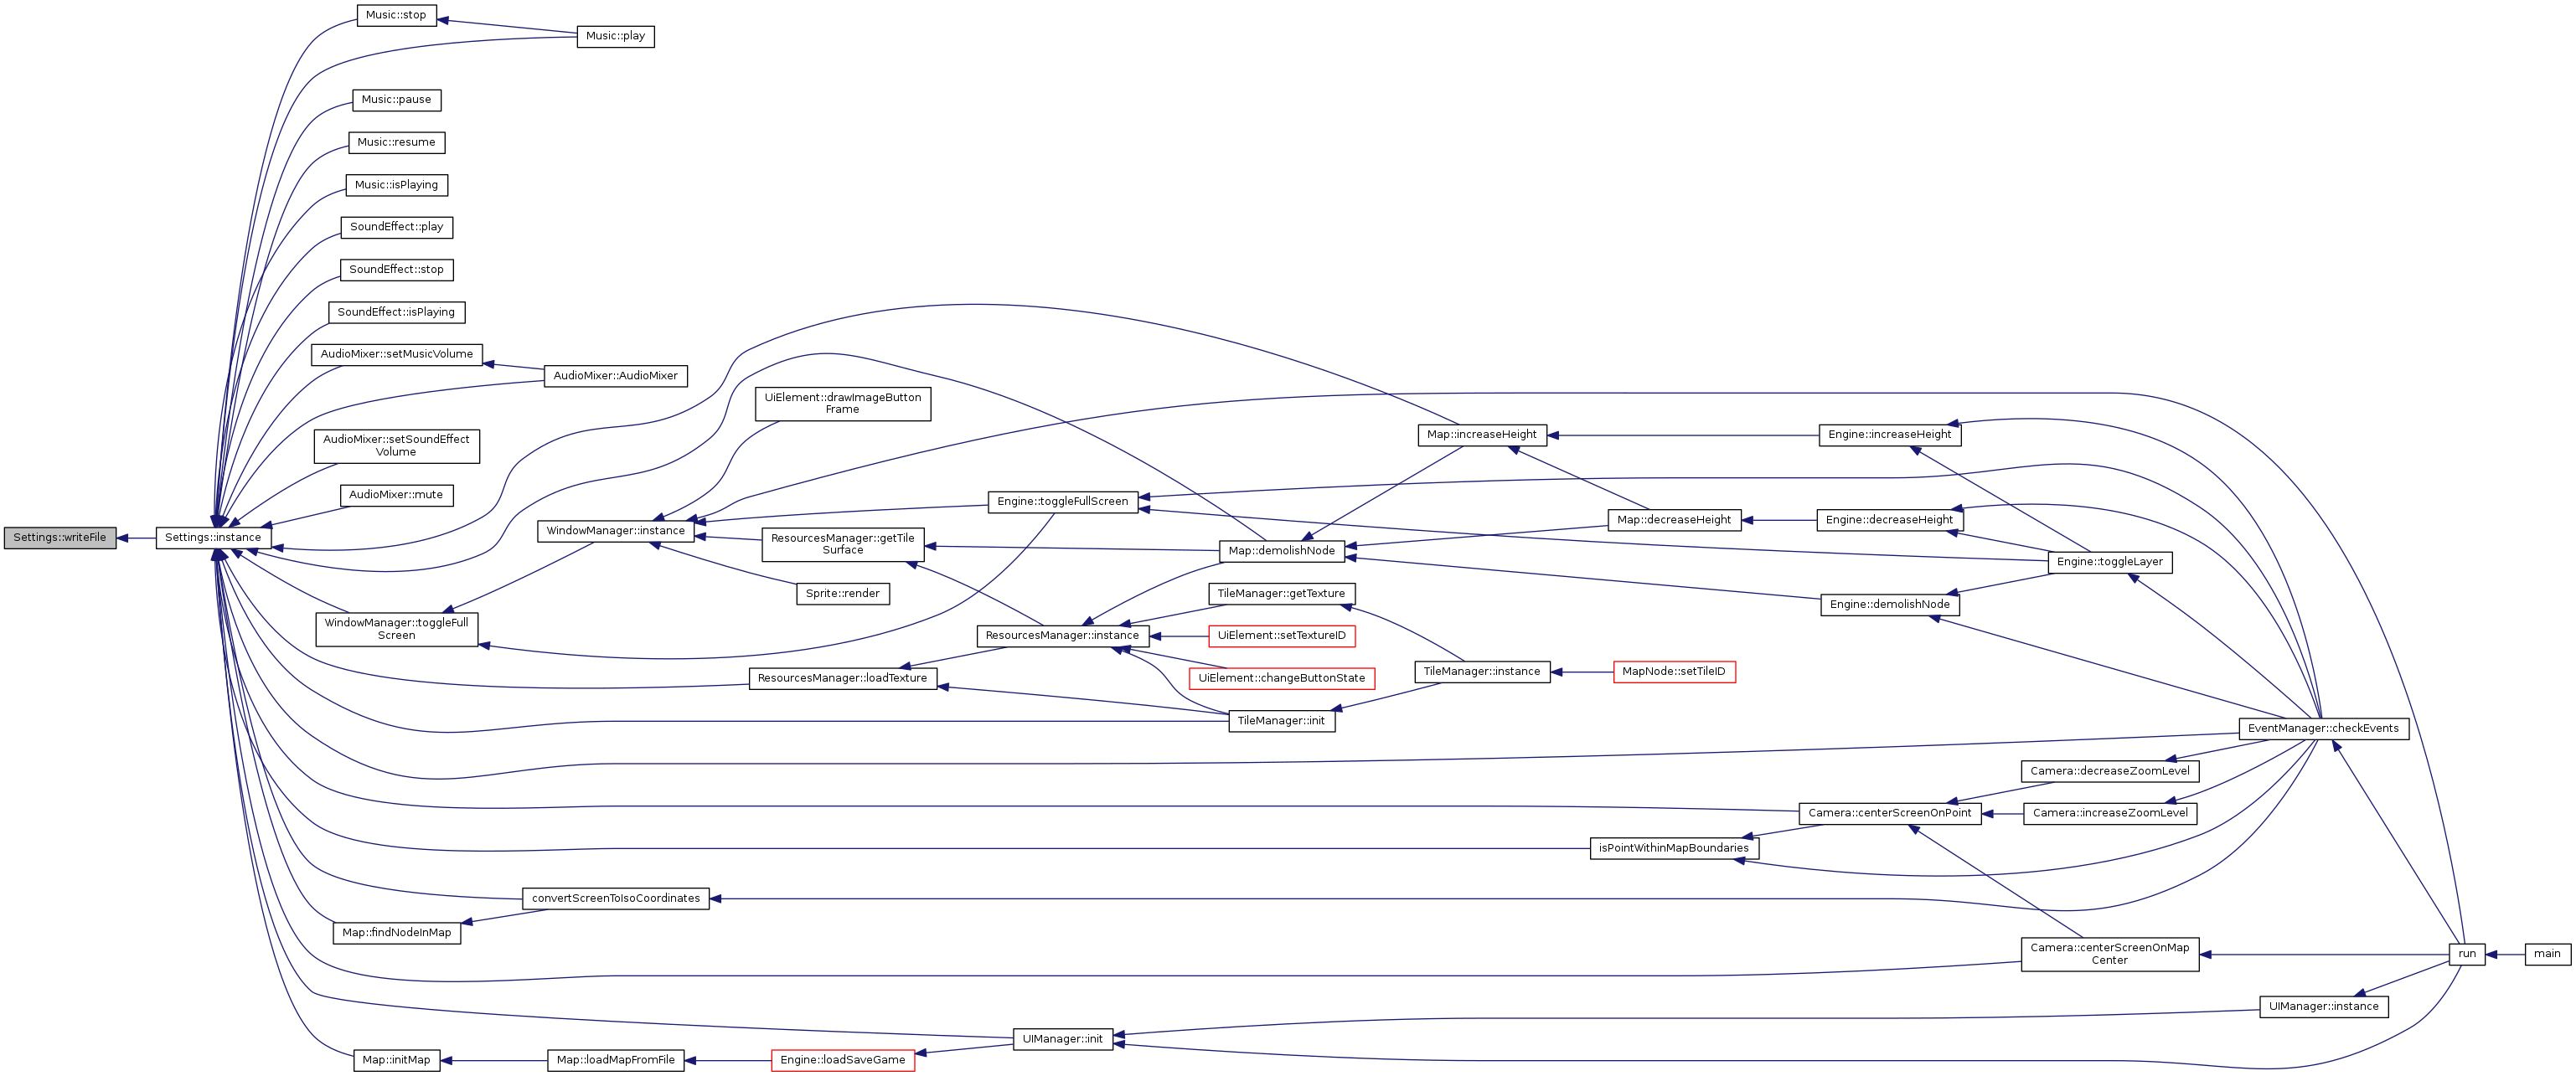 Music::stop
Music::play
Music::pause
Music::resume
Music::isPlaying
SoundEffect::play
SoundEffect::stop
SoundEffect::isPlaying
AudioMixer::setMusicVolume
AudioMixer::AudioMixer
UiElement::drawImageButton
Frame
AudioMixer::setSoundEffect
Volume
AudioMixer::mute
Settings::writeFile
Settings::instance
WindowManager::instance
WindowManager::toggleFull
Screen
Engine::toggleFullScreen
ResourcesManager::getTile
Surface
Sprite::render
ResourcesManager::instance
ResourcesManager::loadTexture
Map::demolishNode
TileManager::getTexture
UiElement::setTextureID
UiElement::changeButtonState
TileManager::init
Map::increaseHeight
TileManager::instance
Map::decreaseHeight
MapNode::setTileID
Engine::increaseHeight
Engine::decreaseHeight
Engine::demolishNode
Engine::toggleLayer
EventManager::checkEvents
Camera::decreaseZoomLevel
Camera::centerScreenOnPoint
Camera::increaseZoomLevel
isPointWithinMapBoundaries
convertScreenToIsoCoordinates
Map::findNodeInMap
Camera::centerScreenOnMap
Center
run
main
UIManager::instance
UIManager::init
Map::initMap
Map::loadMapFromFile
Engine::loadSaveGame